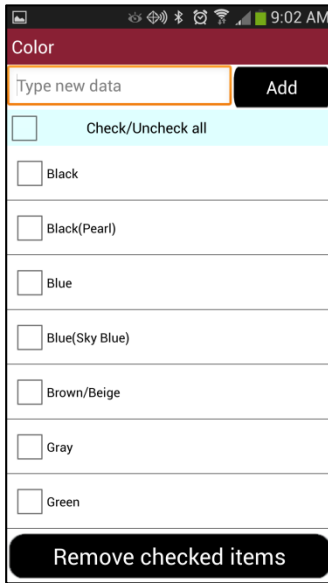 9:02 AM
Color
Type new data Add
Check/Uncheck all
Black
Black(Pearl)
Blue
Blue(Sky Blue)
Brown/Beige
Gray
Green
Remove checked items